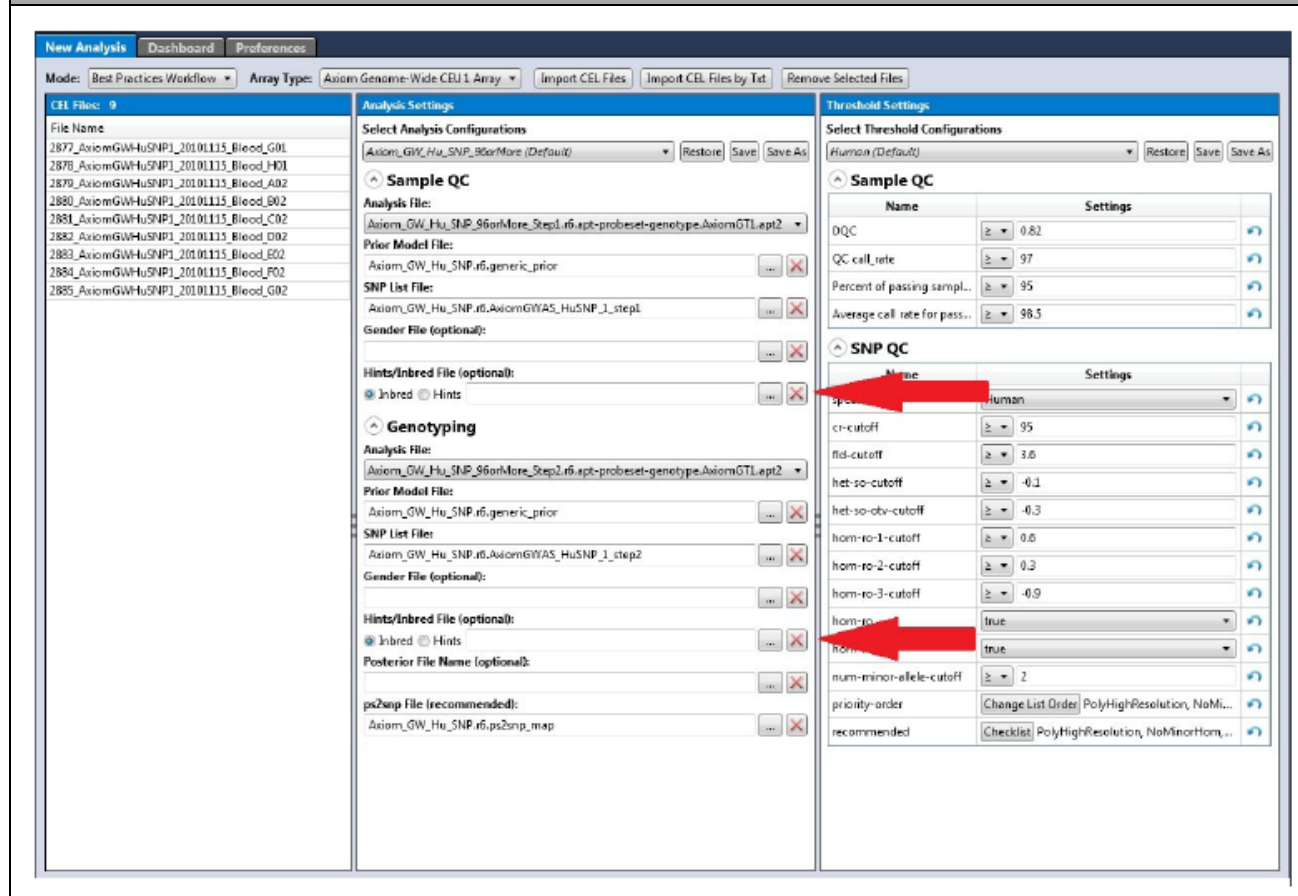 New Analysis Dashboard Preferences
Mode: Best Practices Workflow Array Type: Axiom Genome-Wide CEU 1 Array Import CEL Files Import CEL Files by Txt Remove Selected Files
CEL Files: 9
File Name
2877_AxiomGWHuSNP1_20101115_Blood_G01
2878_AxiomGWHuSNP1_20101115_Blood_H01
2879_AxiomGWHuSNP1_20101115_Blood_A02
2880_AxiomGWHuSNP1_20101115_Blood_B02
2881_AxiomGWHuSNP1_20101115_Blood_C02
2882_AxiomGWHuSNP1_20101115_Blood_D02
2883_AxiomGWHuSNP1_20101115_Blood_E02
2884_AxiomGWHuSNP1_20101115_Blood_F02
2885_AxiomGWHuSNP1_20101115_Blood_G02
Analysis Settings
Select Analysis Configurations
Axiom_GW_Hu_SNP_96orMore (Default) Restore Save Save As
Sample QC
Analysis File:
Axiom_GW_Hu_SNP_96orMore_Step1.r6.apt-probeset-genotype.AxiomGT1.apt2
Prior Model File:
Axiom_GW_Hu_SNP.r6.generic_prior ...
SNP List File:
Axiom_GW_Hu_SNP.r6.AxiomGWAS_HuSNP_1_step1 ...
Gender File (optional):
...
Hints/Inbred File (optional):
Inbred Hints ...
Genotyping
Analysis File:
Axiom_GW_Hu_SNP_96orMore_Step2.r6.apt-probeset-genotype.AxiomGT1.apt2
Prior Model File:
Axiom_GW_Hu_SNP.r6.generic_prior ...
SNP List File:
Axiom_GW_Hu_SNP.r6.AxiomGWAS_HuSNP_1_step2 ...
Gender File (optional):
...
Hints/Inbred File (optional):
Inbred Hints ...
Posterior File Name (optional):
...
ps2snp File (recommended):
Axiom_GW_Hu_SNP.r6.ps2snp_map ...
Threshold Settings
Select Threshold Configurations
Human (Default) Restore Save Save As
Sample QC
Name Settings
DQC ≥ 0.82
QC call_rate ≥ 97
Percent of passing sampl... ≥ 95
Average call rate for pass... ≥ 98.5
SNP QC
Settings
Human
cr-cutoff ≥ 95
fld-cutoff ≥ 3.6
het-so-cutoff ≥ -0.1
het-so-otv-cutoff ≥ -0.3
hom-ro-1-cutoff ≥ 0.6
hom-ro-2-cutoff ≥ 0.3
hom-ro-3-cutoff ≥ -0.9
hom-ro true
true
num-minor-allele-cutoff ≥ 2
priority-order Change List Order PolyHighResolution, NoMi...
recommended Checklist PolyHighResolution, NoMinorHom,...